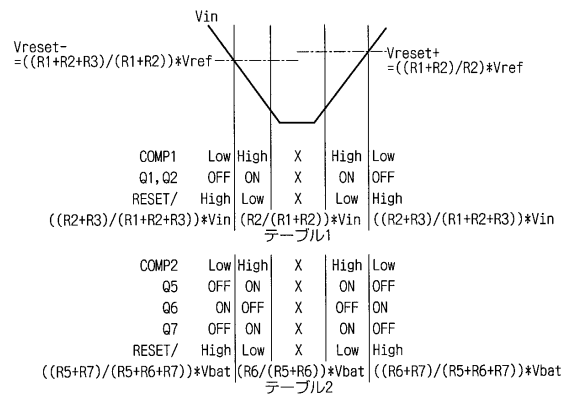 Vin
Vreset-
=((R1+R2+R3)/(R1+R2))*Vref
Vreset+
=((R1+R2)/R2)*Vref
COMP1 Low High X High Low
Q1,Q2 OFF ON X ON OFF
RESET/ High Low X Low High
((R2+R3)/(R1+R2+R3))*Vin (R2/(R1+R2))*Vin ((R2+R3)/(R1+R2+R3))*Vin
テーブル1
COMP2 Low High X High Low
Q5 OFF ON X ON OFF
Q6 ON OFF X OFF ON
Q7 OFF ON X ON OFF
RESET/ High Low X Low High
((R5+R7)/(R5+R6+R7))*Vbat (R6/(R5+R6))*Vbat ((R6+R7)/(R5+R6+R7))*Vbat
テーブル2